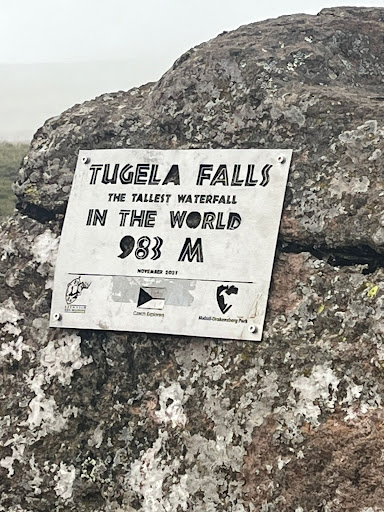 TUGELA FALLS
THE TALLEST WATERFALL
IN THE WORLD
983 M
NOVEMBER 2021
Czech Explorers
Maloti-Drakensberg Park